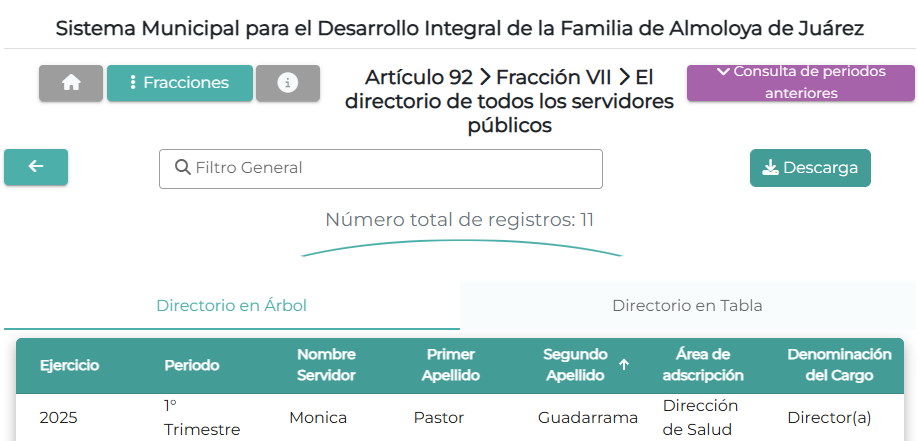 Sistema Municipal para el Desarrollo Integral de la Familia de Almoloya de Juárez
Fracciones
Artículo 92 > Fracción VII > El
directorio de todos los servidores
públicos
Consulta de periodos
anteriores
Filtro General
Descarga
Número total de registros: 11
Directorio en Árbol
Directorio en Tabla
Ejercicio
Periodo
Nombre
Servidor
Primer
Apellido
Segundo
Apellido
Área de
adscripción
Denominación
del Cargo
2025
1°
Trimestre
Monica
Pastor
Guadarrama
Dirección
de Salud
Director(a)